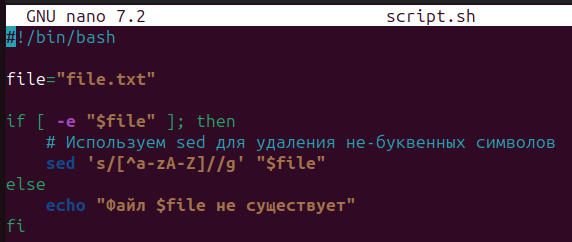 GNU nano 7.2 script.sh
#!/bin/bash
file="file.txt"
if [ -e "$file" ]; then
# Используем sed для удаления не-буквенных символов
sed 's/[^a-zA-Z]//g' "$file"
else
echo "Файл $file не существует"
fi